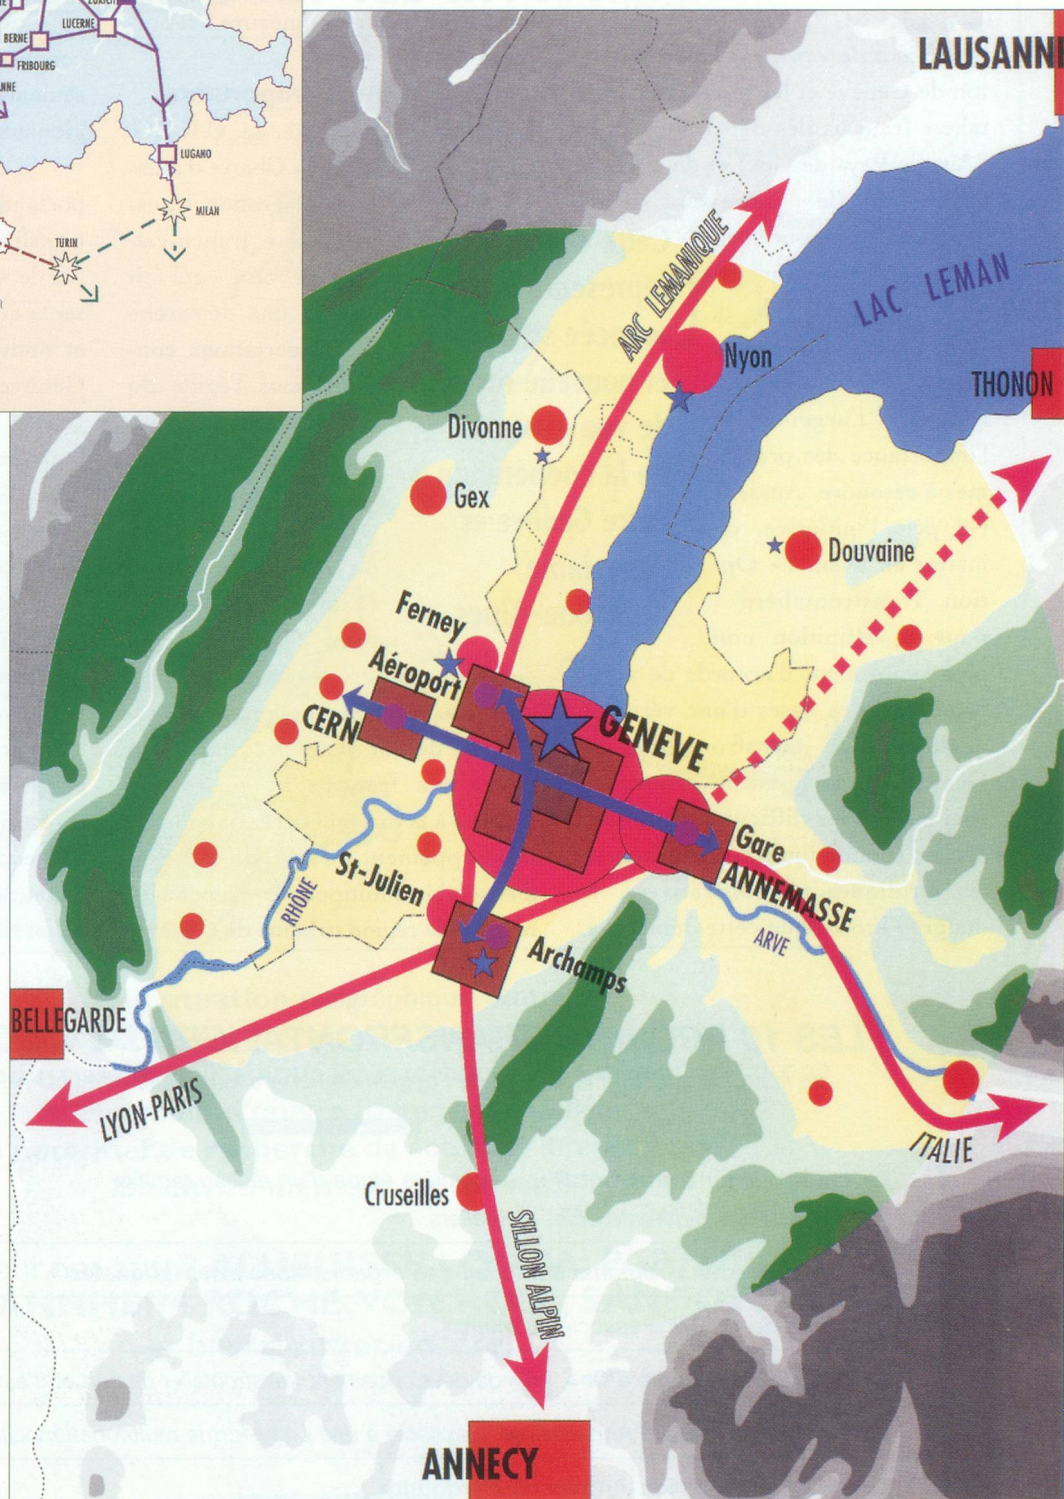 ZURICH
LUCERNE
BERNE
FRIBOURG
LUGANO
MILAN
TURIN
LAUSANN
ARC LEMANIQUE
LAC LEMAN
Nyon
THONON
Divonne
Gex
Douvaine
Ferney
Aéroport
CERN
GENEVE
Gare
ANNEMASSE
St-Julien
RHÔNE
ARVE
Archamps
BELLEGARDE
LYON-PARIS
ITALIE
Cruseilles
SILLON ALPIN
ANNECY